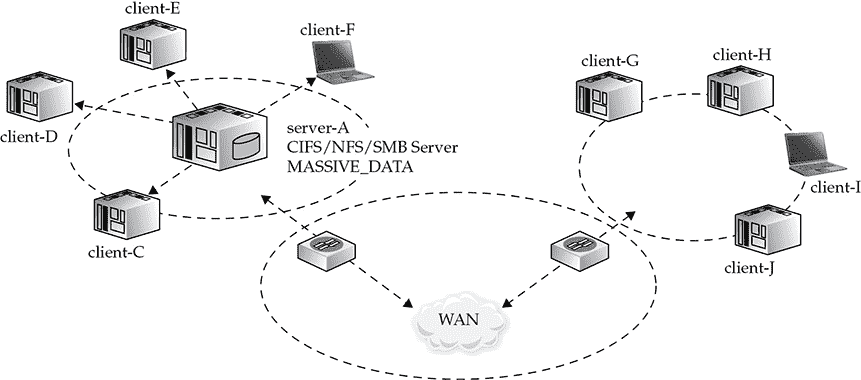 client-E
client-F
client-G
client-H
client-D
server-A
CIFS/NFS/SMB Server
MASSIVE_DATA
client-I
client-C
client-J
WAN